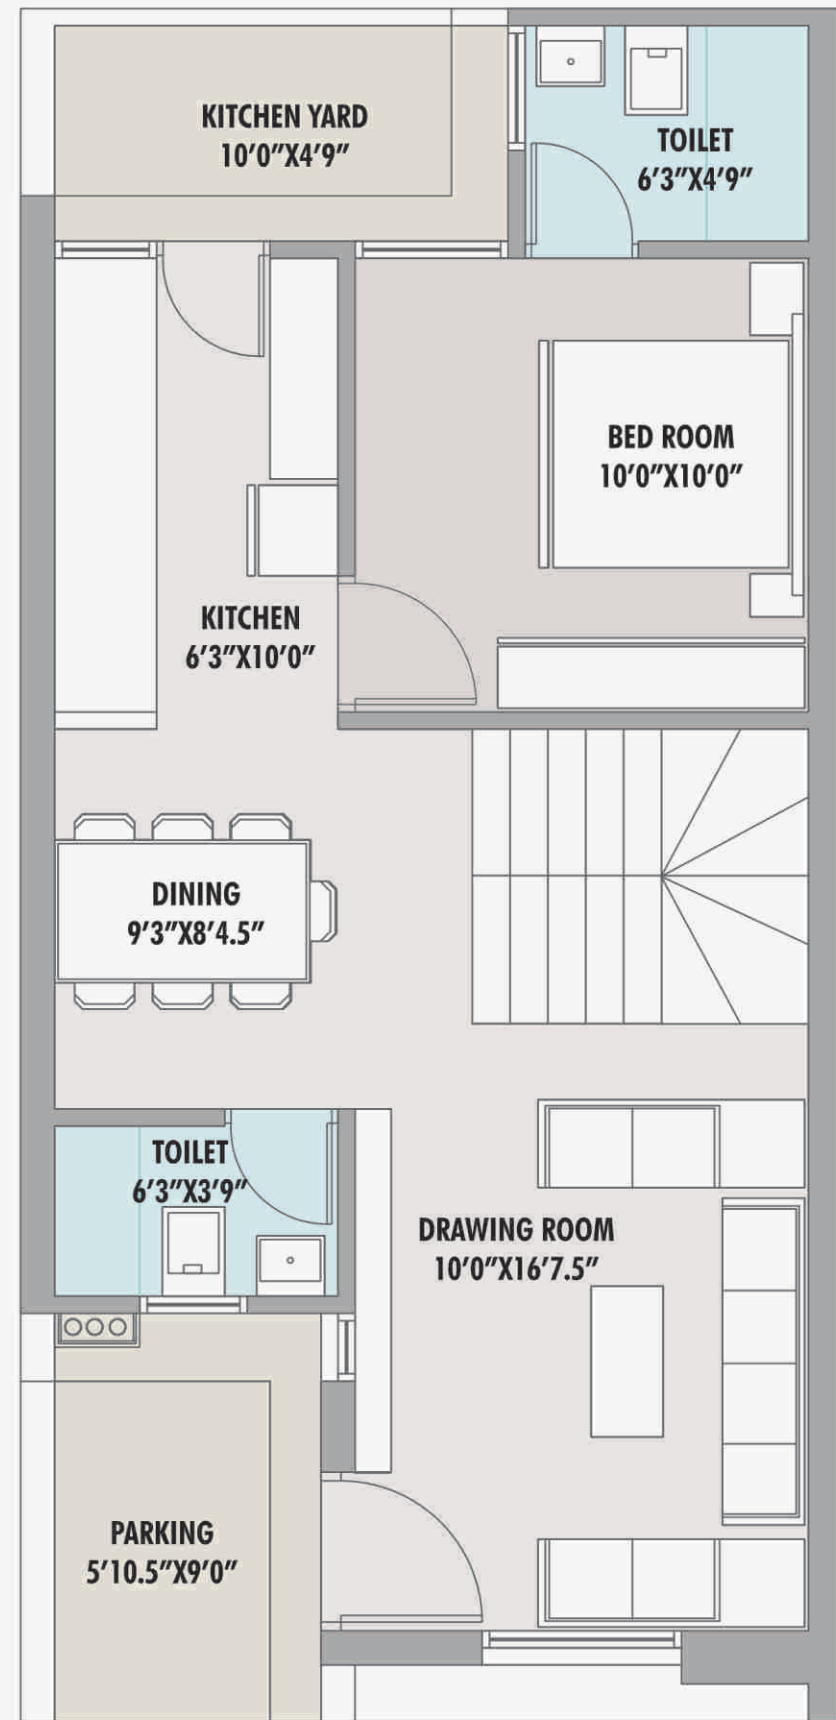 KITCHEN YARD
10'0"X4'9"
TOILET
6'3"X4'9"
BED ROOM
10'0"X10'0"
KITCHEN
6'3"X10'0"
DINING
9'3"X8'4.5"
TOILET
6'3"X3'9"
DRAWING ROOM
10'0"X16'7.5"
PARKING
5'10.5"X9'0"